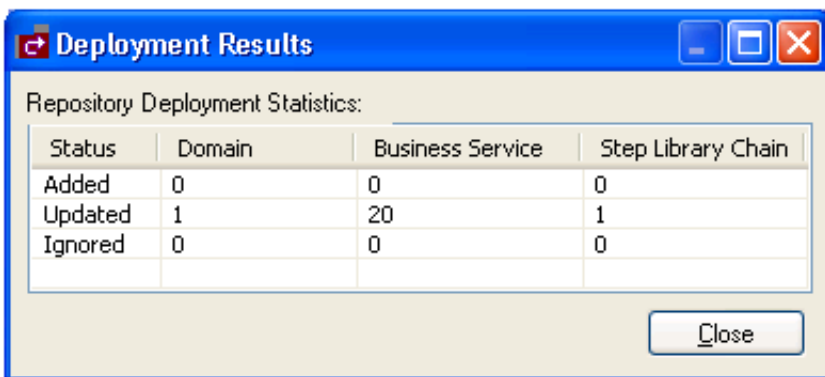 Deployment Results
Repository Deployment Statistics:
Status Domain Business Service Step Library Chain
Added 0 0 0
Updated 1 20 1
Ignored 0 0 0
Close